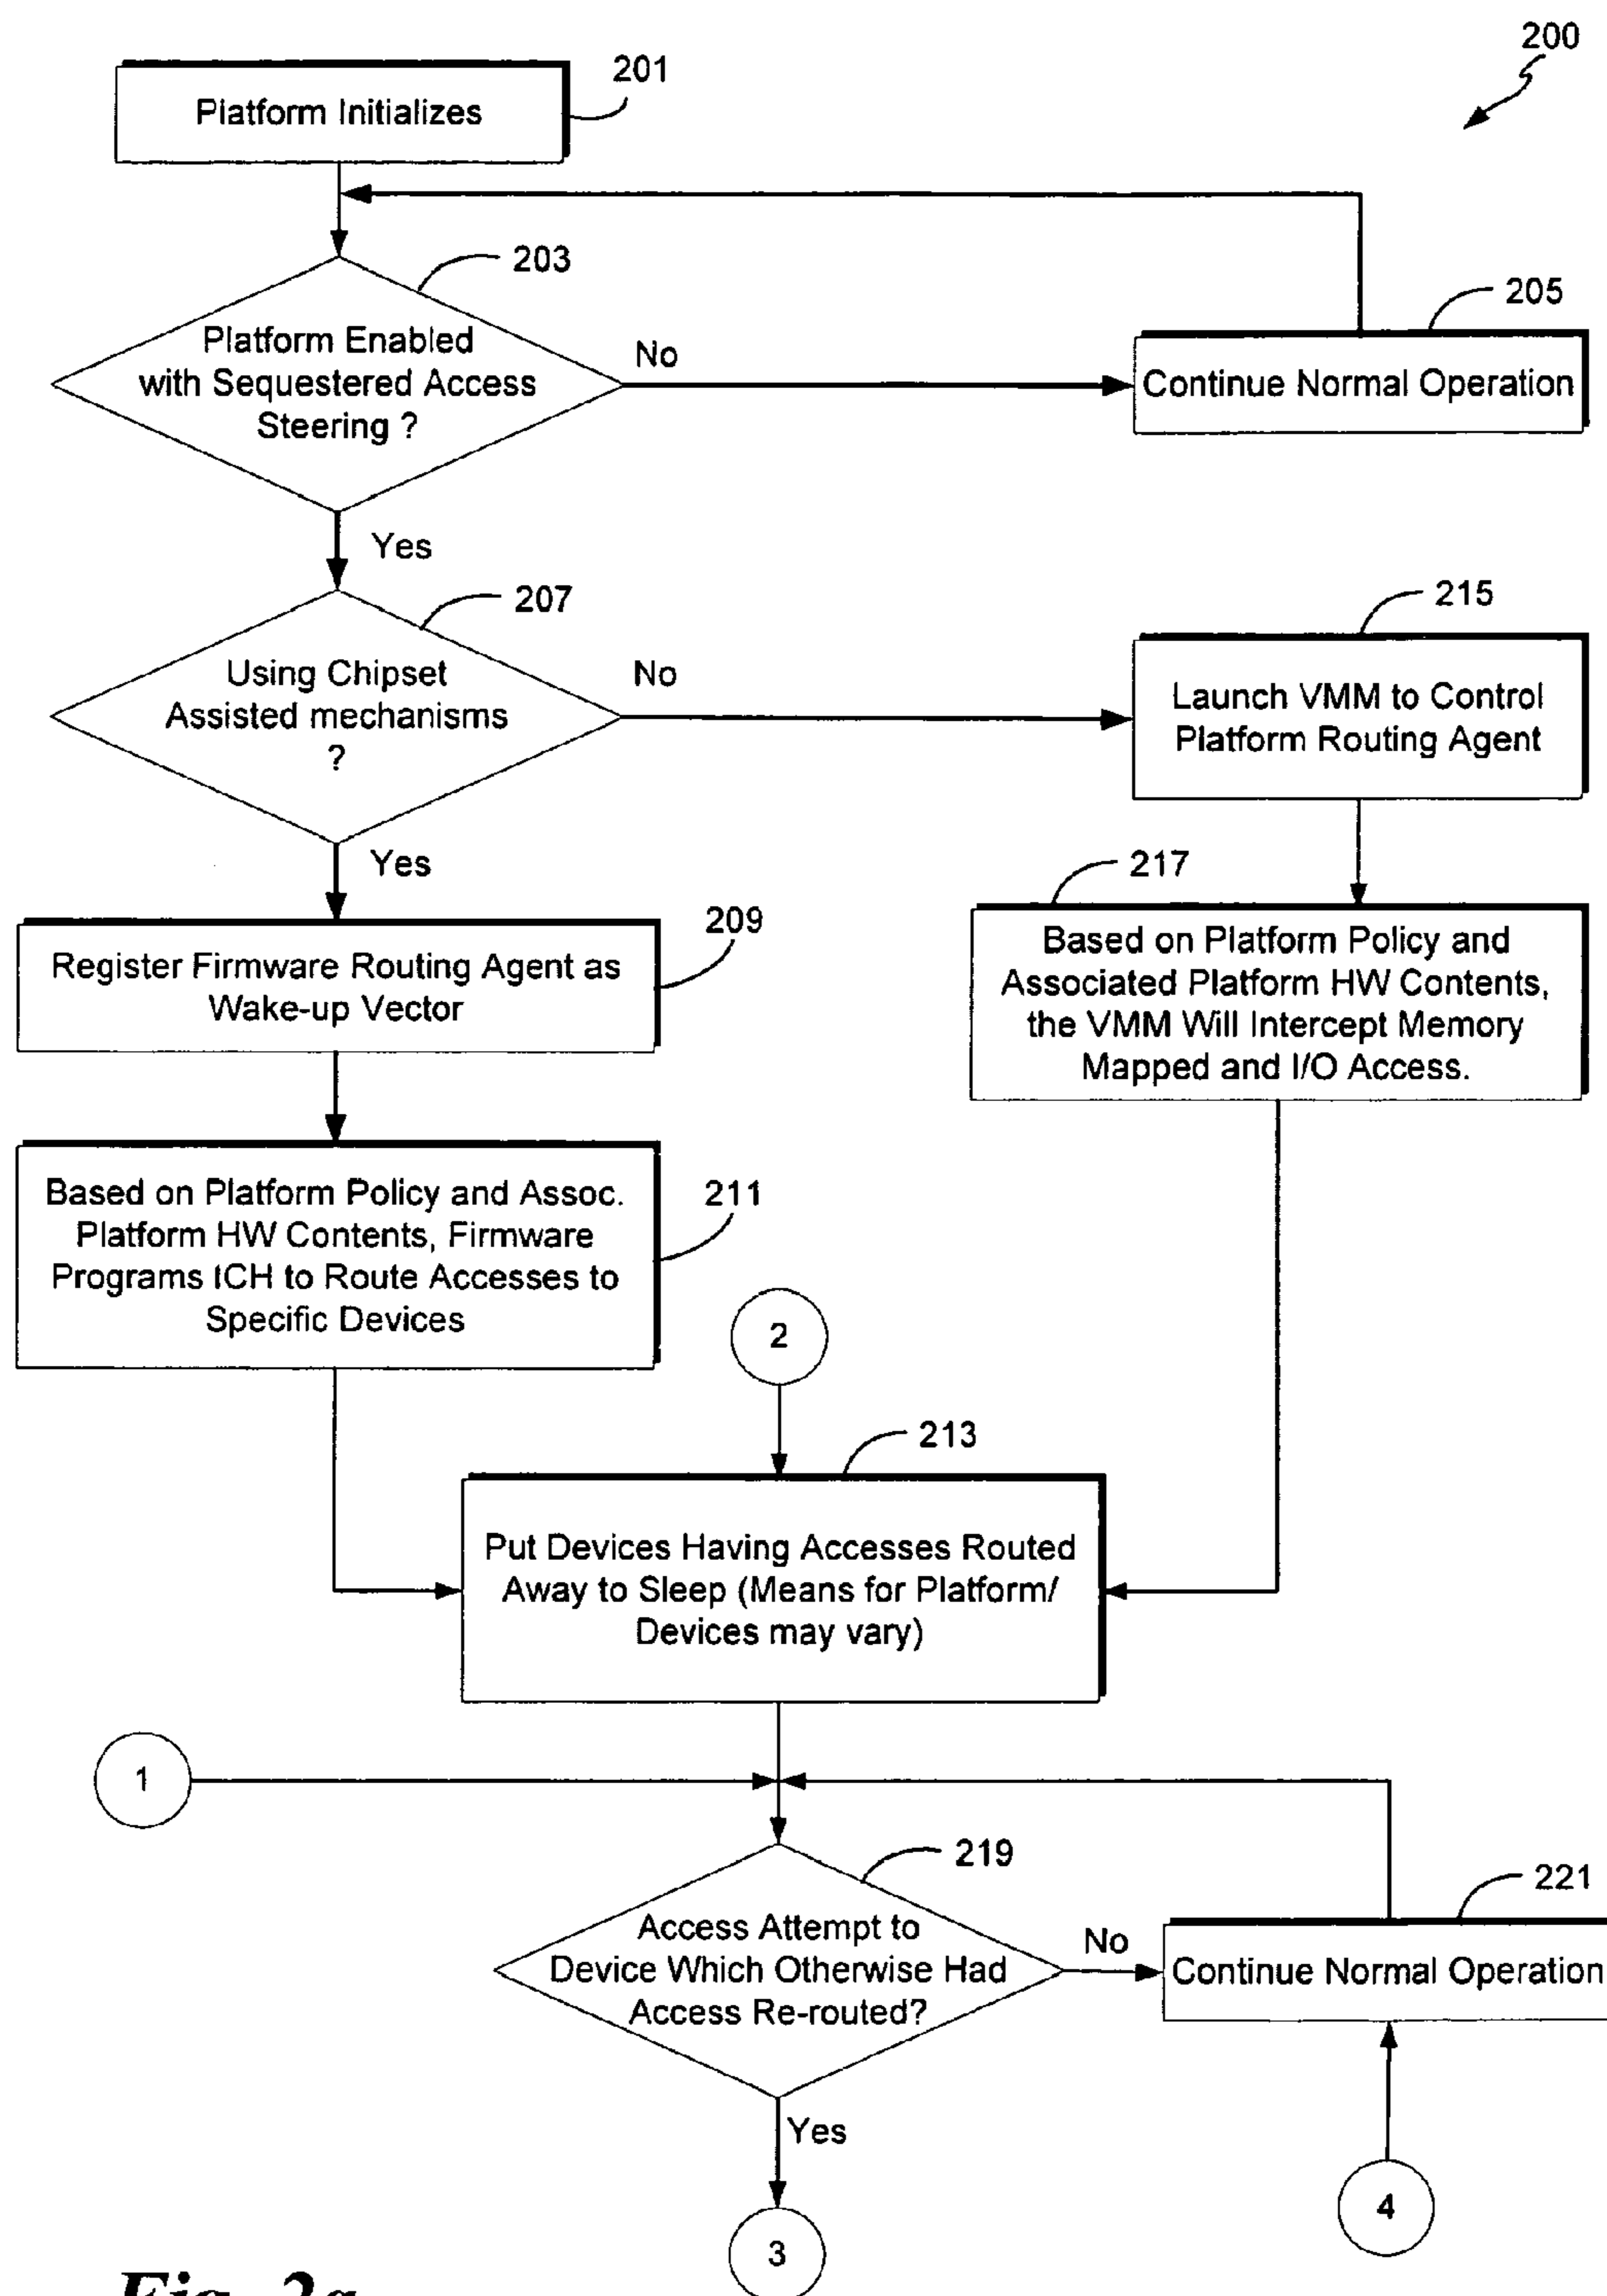 200
201
Platform Initializes
203
Platform Enabled
with Sequestered Access
Steering ?
No
205
Continue Normal Operation
Yes
207
Using Chipset
Assisted mechanisms
?
No
215
Launch VMM to Control
Platform Routing Agent
Yes
209
Register Firmware Routing Agent as
Wake-up Vector
217
Based on Platform Policy and
Associated Platform HW Contents,
the VMM Will Intercept Memory
Mapped and I/O Access.
211
Based on Platform Policy and Assoc.
Platform HW Contents, Firmware
Programs ICH to Route Accesses to
Specific Devices
2
213
Put Devices Having Accesses Routed
Away to Sleep (Means for Platform/
Devices may vary)
1
219
Access Attempt to
Device Which Otherwise Had
Access Re-routed?
No
221
Continue Normal Operation
Yes
3
4
Fig. 2a